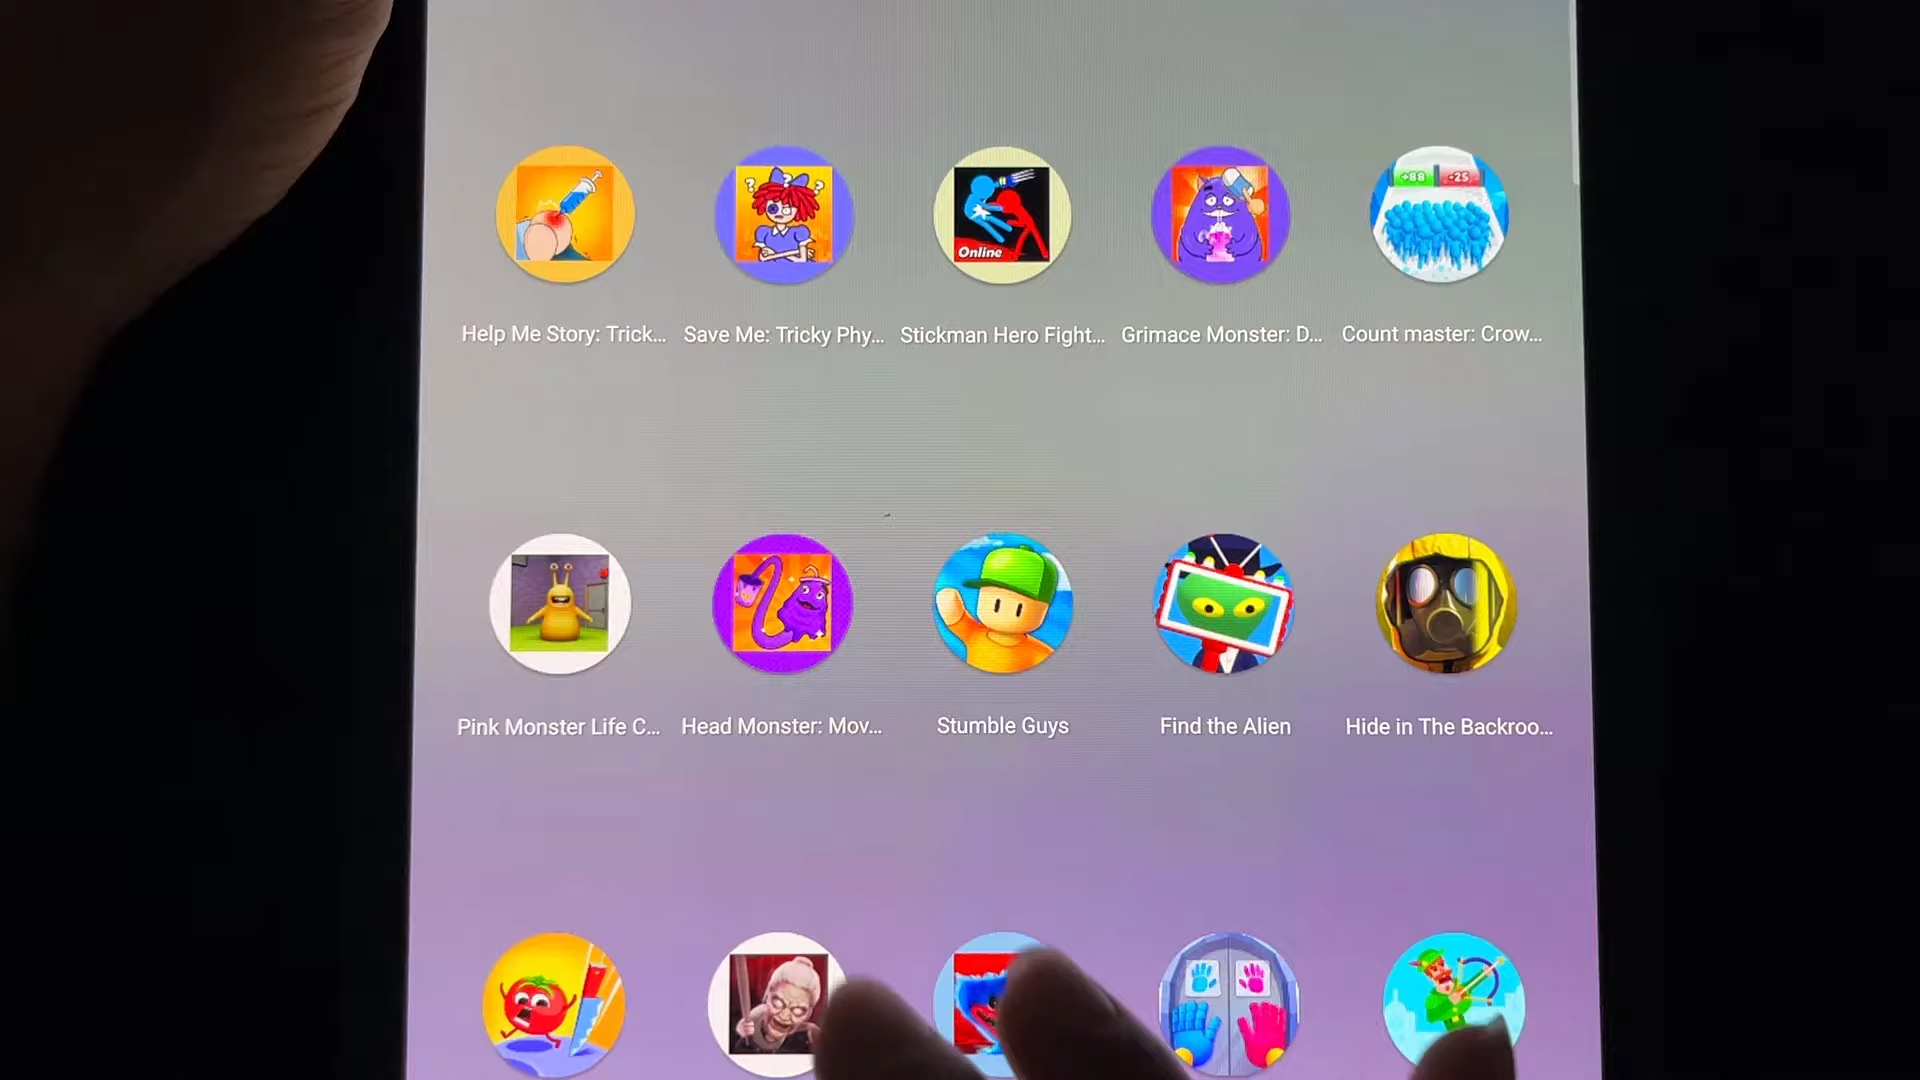 +88 -25
Online
Help Me Story: Trick...
Save Me: Tricky Phy...
Stickman Hero Fight...
Grimace Monster: D...
Count master: Crow...
Pink Monster Life C...
Head Monster: Mov...
Stumble Guys
Find the Alien
Hide in The Backroo...